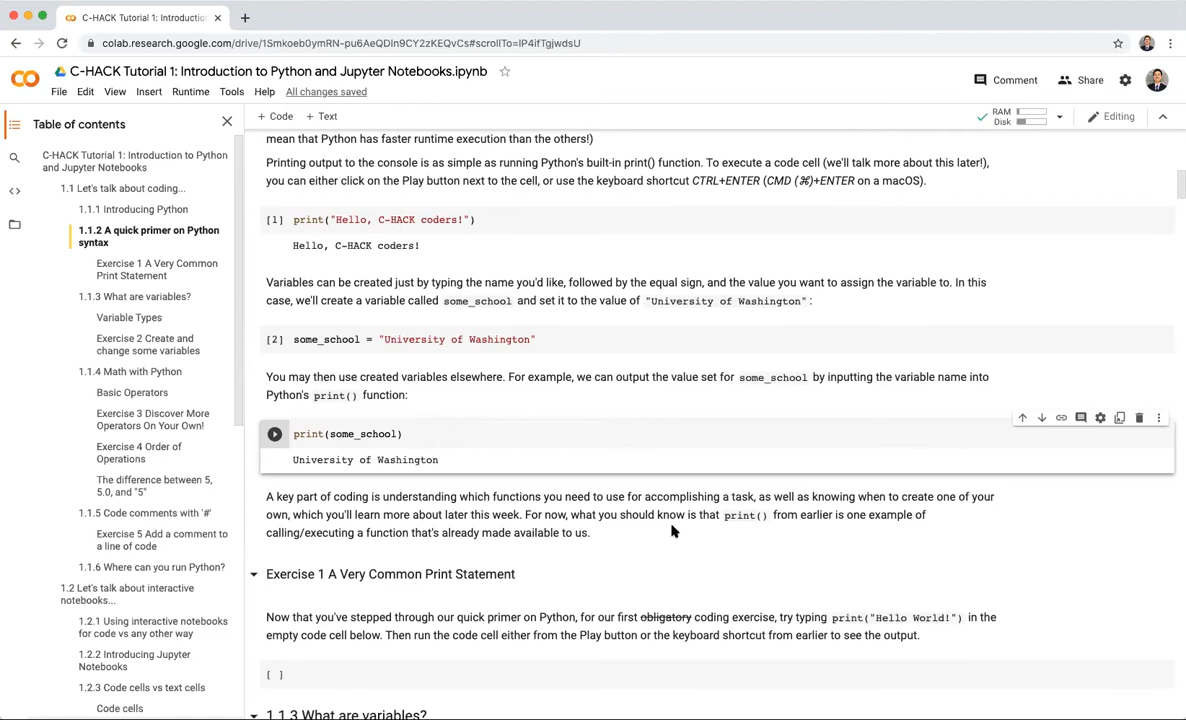 C-HACK Tutorial 1: Introduction
colab.research.google.com/drive/1Smkoeb0ymRN-pu6AeQDIn9CY2zKEQvCs#scrollTo=IP4ifTgjwdsU
C-HACK Tutorial 1: Introduction to Python and Jupyter Notebooks.ipynb
Comment
Share
File Edit View Insert Runtime Tools Help All changes saved
+ Code + Text
RAM
Disk
Editing
Table of contents
C-HACK Tutorial 1: Introduction to Python
and Jupyter Notebooks
1.1 Let's talk about coding...
1.1.1 Introducing Python
1.1.2 A quick primer on Python
syntax
Exercise 1 A Very Common
Print Statement
1.1.3 What are variables?
Variable Types
Exercise 2 Create and
change some variables
1.1.4 Math with Python
Basic Operators
Exercise 3 Discover More
Operators On Your Own!
Exercise 4 Order of
Operations
The difference between 5,
5.0, and "5"
1.1.5 Code comments with '#'
Exercise 5 Add a comment to
a line of code
1.1.6 Where can you run Python?
1.2 Let's talk about interactive
notebooks...
1.2.1 Using interactive notebooks
for code vs any other way
1.2.2 Introducing Jupyter
Notebooks
1.2.3 Code cells vs text cells
Code cells
mean that Python has faster runtime execution than the others!)
Printing output to the console is as simple as running Python's built-in print() function. To execute a code cell (we'll talk more about this later!),
you can either click on the Play button next to the cell, or use the keyboard shortcut CTRL+ENTER (CMD (⌘)+ENTER on a macOS).
[1] print("Hello, C-HACK coders!")
Hello, C-HACK coders!
Variables can be created just by typing the name you'd like, followed by the equal sign, and the value you want to assign the variable to. In this
case, we'll create a variable called some_school and set it to the value of "University of Washington":
[2] some_school = "University of Washington"
You may then use created variables elsewhere. For example, we can output the value set for some_school by inputting the variable name into
Python's print() function:
print(some_school)
University of Washington
A key part of coding is understanding which functions you need to use for accomplishing a task, as well as knowing when to create one of your
own, which you'll learn more about later this week. For now, what you should know is that print() from earlier is one example of
calling/executing a function that's already made available to us.
Exercise 1 A Very Common Print Statement
Now that you've stepped through our quick primer on Python, for our first obligatory coding exercise, try typing print("Hello World!") in the
empty code cell below. Then run the code cell either from the Play button or the keyboard shortcut from earlier to see the output.
[ ]
1.1.3 What are variables?